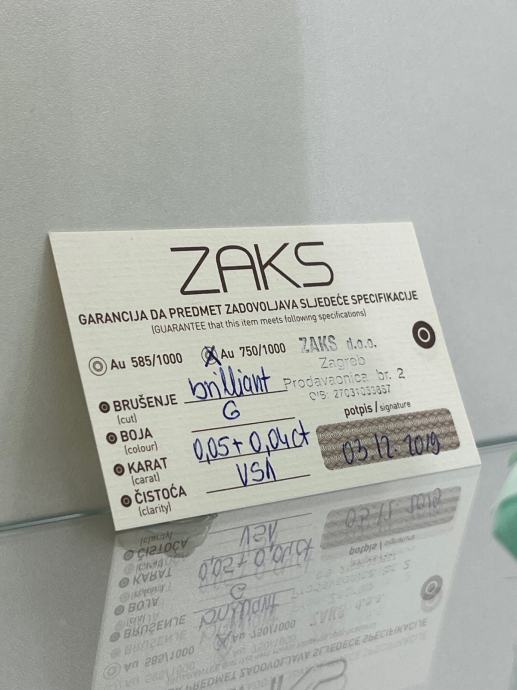 ZAKS
GARANCIJA DA PREDMET ZADOVOLJAVA SLJEDEĆE SPECIFIKACIJE
(GUARANTEE that this item meets following specifications)
Au 585/1000 X Au 750/1000
ZAKS d.o.o.
Zagreb
Prodavaonica br. 2
BRUŠENJE brilliant
(cut)
BOJA G
(colour)
KARAT 0,05+0,04ct
(carat)
ČISTOĆA VS1
(clarity)
potpis / signature
03.12.2019